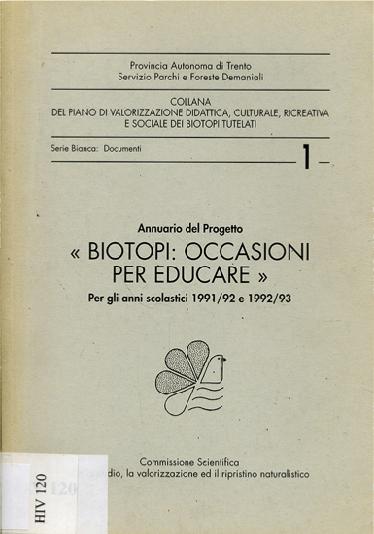 Provincia Autonoma di Trento
Servizio Parchi e Foreste Demaniali
COLLANA
DEL PIANO DI VALORIZZAZIONE DIDATTICA, CULTURALE, RICREATIVA
E SOCIALE DEI BIOTOPI TUTELATI
Serie Bianca: Documenti
1
Annuario del Progetto
« BIOTOPI: OCCASIONI
PER EDUCARE »
Per gli anni scolastici 1991/92 e 1992/93
Commissione Scientifica
dio, la valorizzazione ed il ripristino naturalistico
HIV 120
120